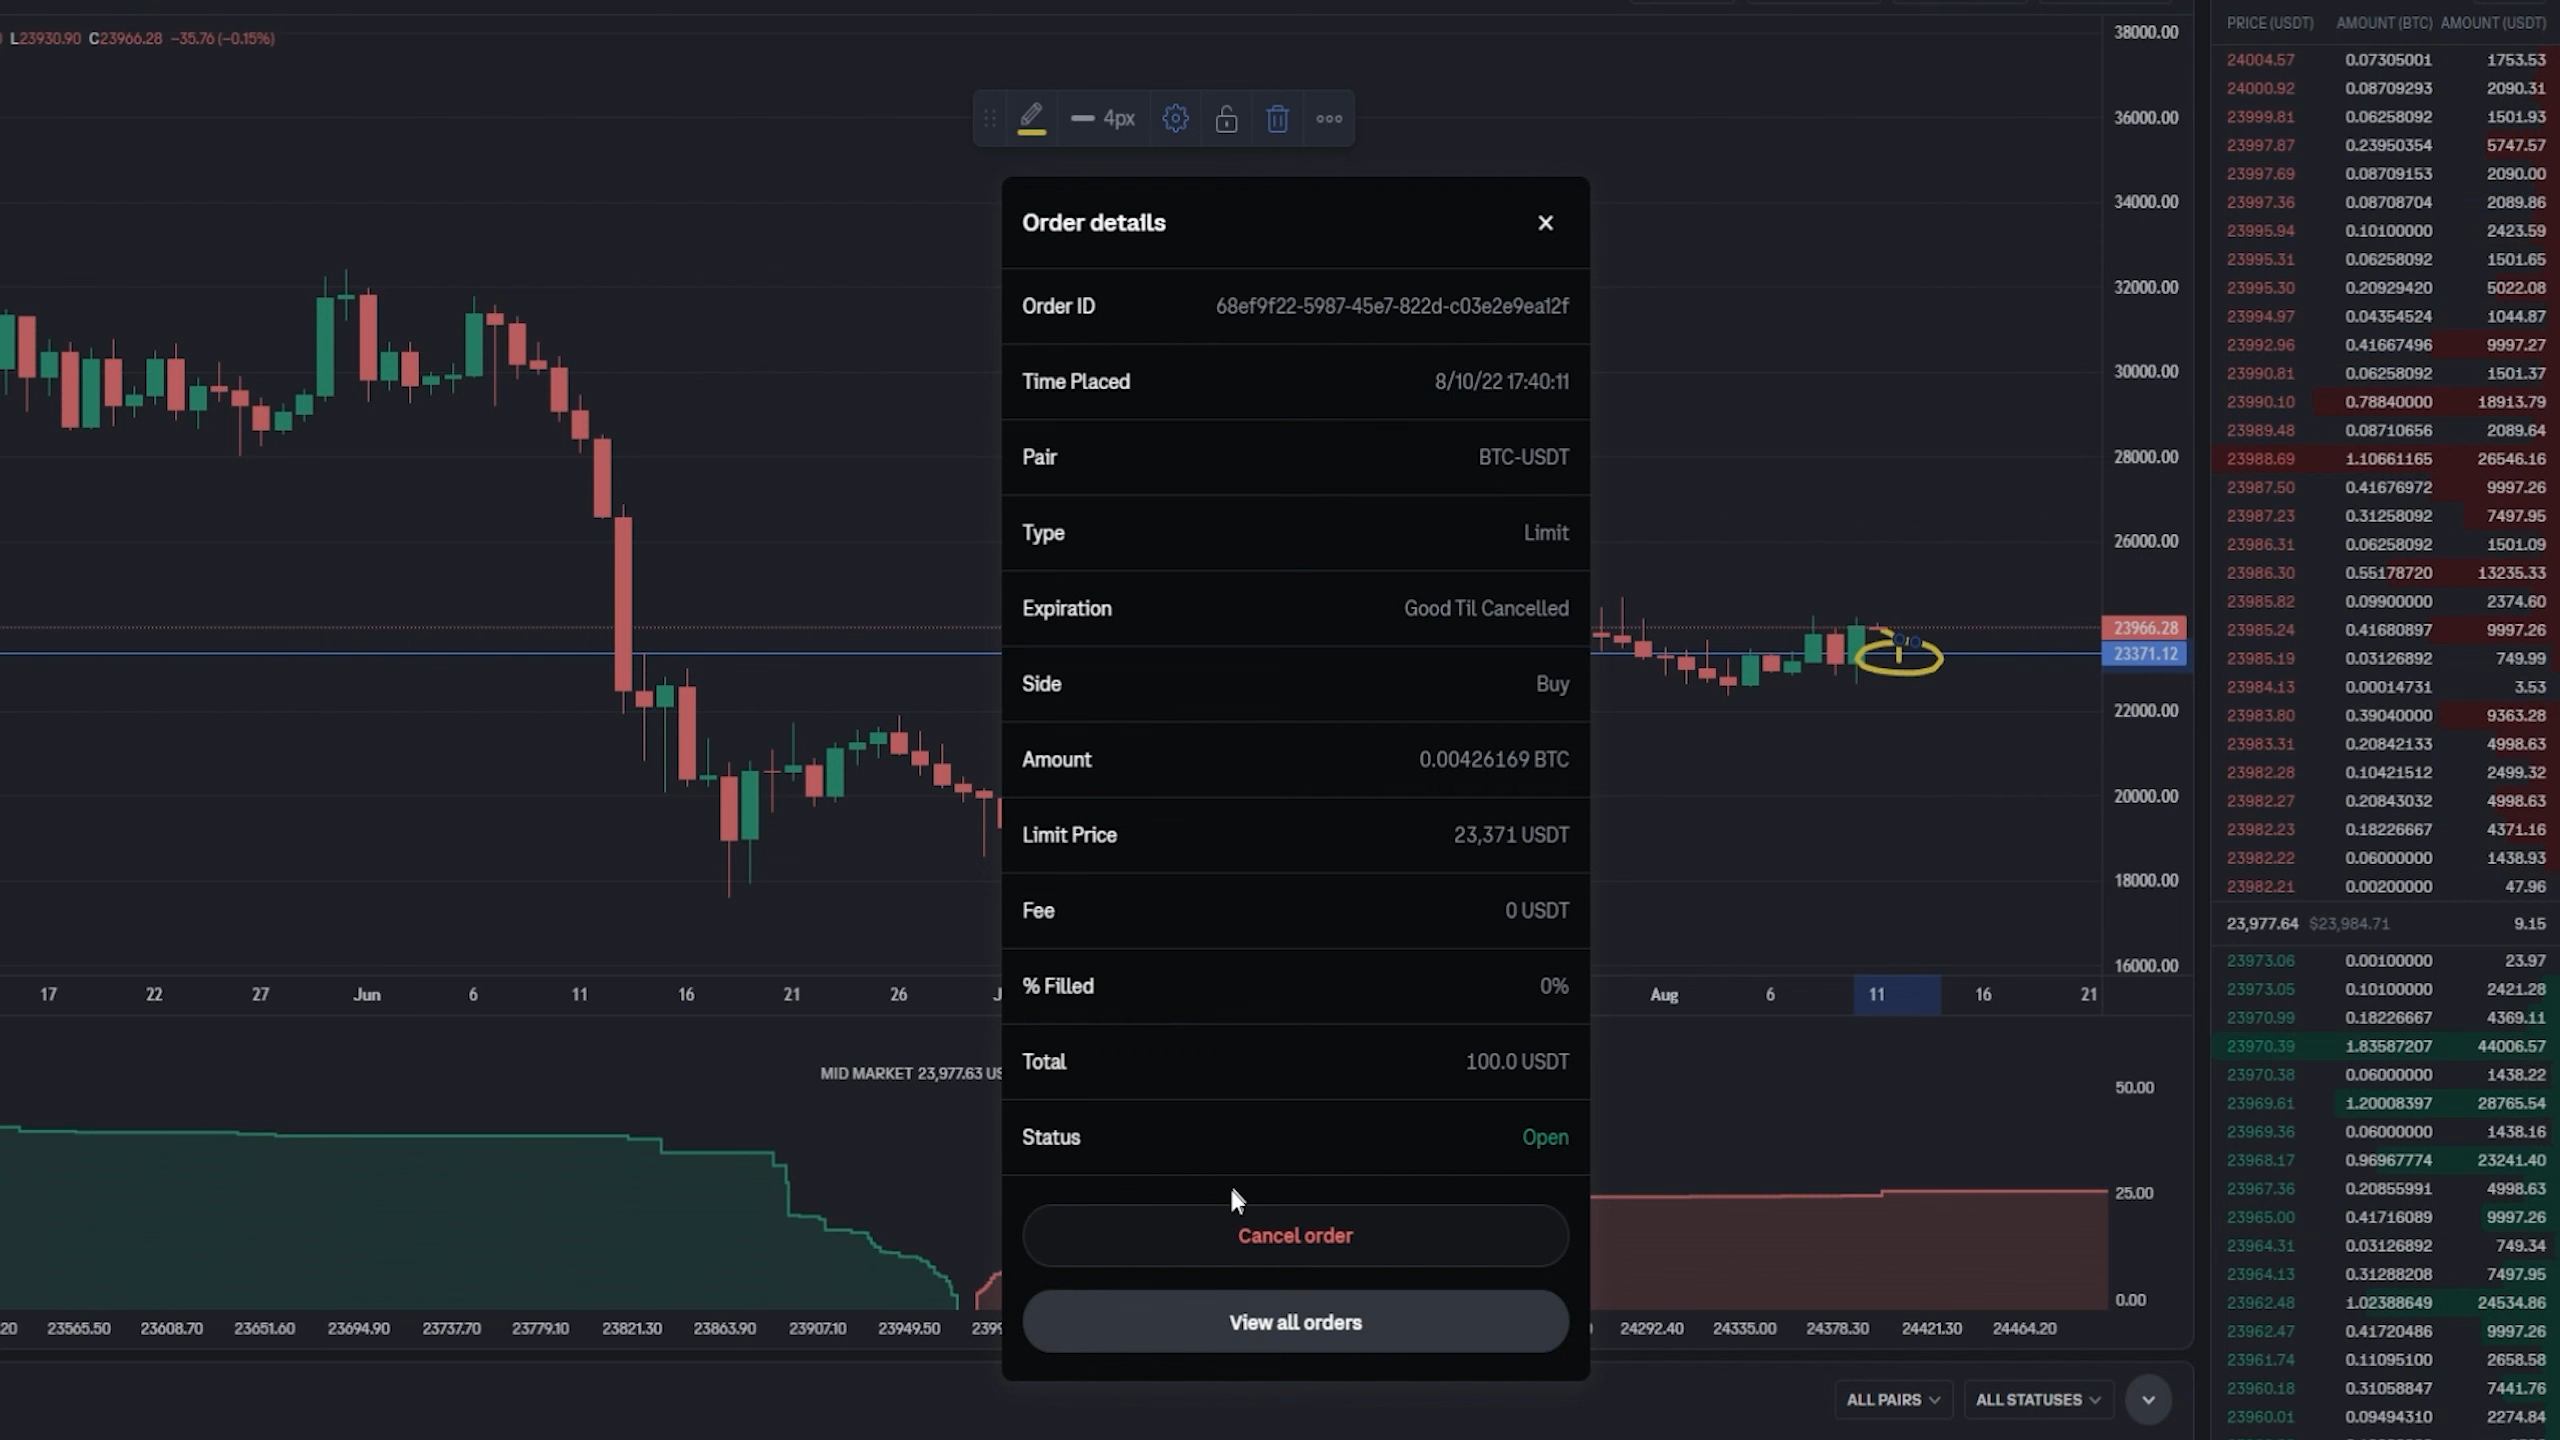 L23930.90 C23966.28 −35.76 (−0.15%)
4px
38000.00
36000.00
34000.00
32000.00
30000.00
28000.00
26000.00
23966.28
23371.12
22000.00
20000.00
18000.00
16000.00
Order details
Order ID 68ef9f22-5987-45e7-822d-c03e2e9ea12f
Time Placed 8/10/22 17:40:11
Pair BTC-USDT
Type Limit
Expiration Good Til Cancelled
Side Buy
Amount 0.00426169 BTC
Limit Price 23,371 USDT
Fee 0 USDT
% Filled 0%
Total 100.0 USDT
Status Open
Cancel order
View all orders
17 22 27 Jun 6 11 16 21 26 Aug 6 11 16 21
MID MARKET 23,977.63
50.00
25.00
0.00
20 23565.50 23608.70 23651.60 23694.90 23737.70 23779.10 23821.30 23863.90 23907.10 23949.50 24292.40 24335.00 24378.30 24421.30 24464.20
ALL PAIRS ALL STATUSES
PRICE (USDT) AMOUNT (BTC) AMOUNT (USDT)
24004.57 0.07305001 1753.53
24000.92 0.08709293 2090.31
23999.81 0.06258092 1501.93
23997.87 0.23950354 5747.57
23997.69 0.08709153 2090.00
23997.36 0.08708704 2089.86
23995.94 0.10100000 2423.59
23995.31 0.06258092 1501.65
23995.30 0.20929420 5022.08
23994.97 0.04354524 1044.87
23992.96 0.41667496 9997.27
23990.81 0.06258092 1501.37
23990.10 0.78840000 18913.79
23989.48 0.08710656 2089.64
23988.69 1.10661165 26546.16
23987.50 0.41676972 9997.26
23987.23 0.31258092 7497.95
23986.31 0.06258092 1501.09
23986.30 0.55178720 13235.33
23985.82 0.09900000 2374.60
23985.24 0.41680897 9997.26
23985.19 0.03126892 749.99
23984.13 0.00014731 3.53
23983.80 0.39040000 9363.28
23983.31 0.20842133 4998.63
23982.28 0.10421512 2499.32
23982.27 0.20843032 4998.63
23982.23 0.18226667 4371.16
23982.22 0.06000000 1438.93
23982.21 0.00200000 47.96
23,977.64 $23,984.71 9.15
23973.06 0.00100000 23.97
23973.05 0.10100000 2421.28
23970.99 0.18226667 4369.11
23970.39 1.83587207 44006.57
23970.38 0.06000000 1438.22
23969.61 1.20008397 28765.54
23969.36 0.06000000 1438.16
23968.17 0.96967774 23241.40
23967.36 0.20855991 4998.63
23965.00 0.41716089 9997.26
23964.31 0.03126892 749.34
23964.13 0.31288208 7497.95
23962.48 1.02388649 24534.86
23962.47 0.41720486 9997.26
23961.74 0.11095100 2658.58
23960.18 0.31058847 7441.76
23960.01 0.09494310 2274.84